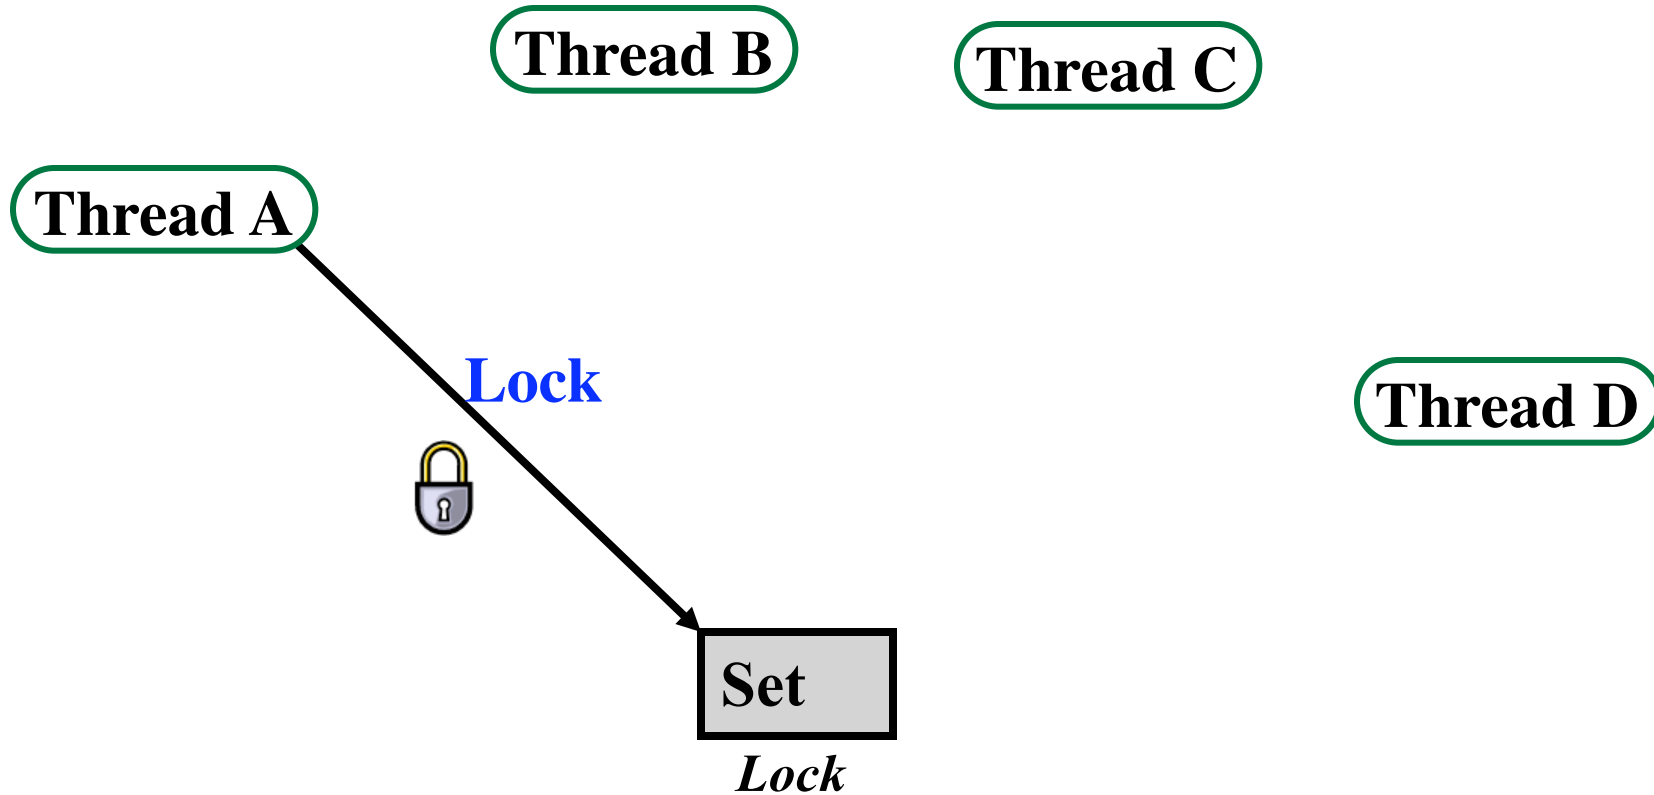 Thread B
Thread C
Thread A
Lock
Thread D
Set
Lock